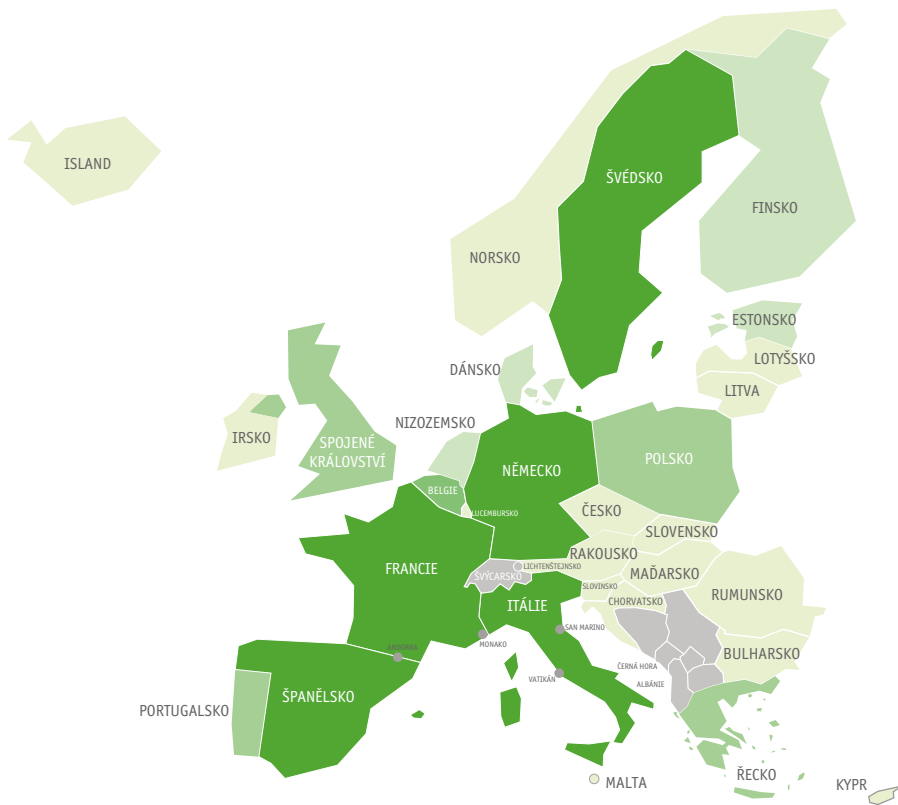 ISLAND
ŠVÉDSKO
FINSKO
NORSKO
ESTONSKO
LOTYŠSKO
DÁNSKO
LITVA
NIZOZEMSKO
IRSKO
SPOJENÉ
KRÁLOVSTVÍ
POLSKO
NĚMECKO
BELGIE
ČESKO
LUCEMBURSKO
SLOVENSKO
RAKOUSKO
FRANCIE
LICHTENŠTEJNSKO
ŠVÝCARSKO
MAĎARSKO
SLOVINSKO
RUMUNSKO
CHORVATSKO
ITÁLIE
SAN MARINO
MONAKO
ANDORRA
BULHARSKO
ČERNÁ HORA
VATIKÁN
ALBÁNIE
ŠPANĚLSKO
PORTUGALSKO
ŘECKO
MALTA
KYPR